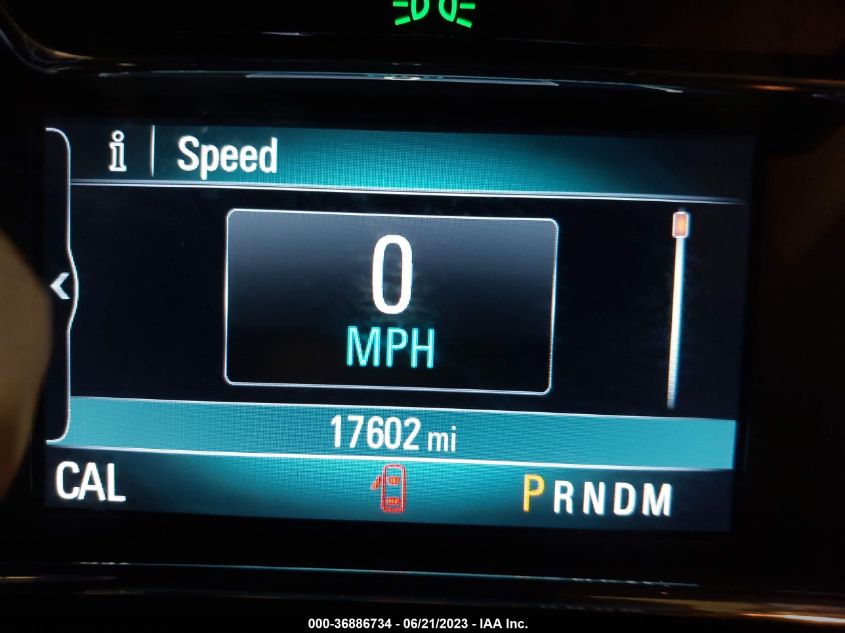 i Speed
0
MPH
17602 mi
CAL PRNDM
000-36886734 - 06/21/2023 - IAA Inc.